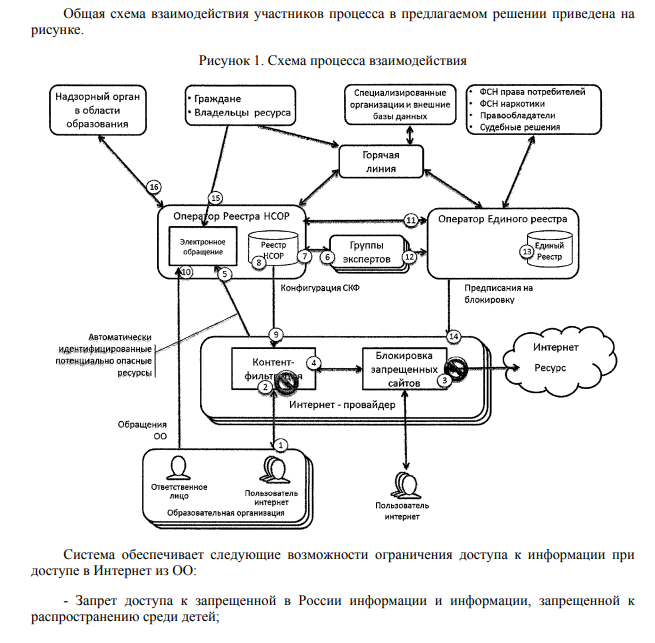 Общая схема взаимодействия участников процесса в предлагаемом решении приведена на
рисунке.
Рисунок 1. Схема процесса взаимодействия
Надзорный орган
в области
образования
• Граждане
• Владельцы ресурса
Специализированные
организации и внешние
базы данных
• ФСН права потребителей
• ФСН наркотики
• Правообладатели
• Судебные решения
Горячая
линия
16
15
11
Оператор Реестра НСОР
Оператор Единого реестра
Электронное
обращение
Реестр
НСОР
Группы
экспертов
Единый
Реестр
10
5
8
7
6
12
13
Конфигурация СКФ
Предписания на
блокировку
Автоматически
идентифицированные
потенциально опасные
ресурсы
9
14
Контент-
фильтрация
2
4
Блокировка
запрещенных
сайтов
3
Интернет
Ресурс
Интернет - провайдер
Обращения
ОО
1
Ответственное
лицо
Пользователь
интернет
Образовательная организация
Пользователь
интернет
Система обеспечивает следующие возможности ограничения доступа к информации при
доступе в Интернет из ОО:
- Запрет доступа к запрещенной в России информации и информации, запрещенной к
распространению среди детей;